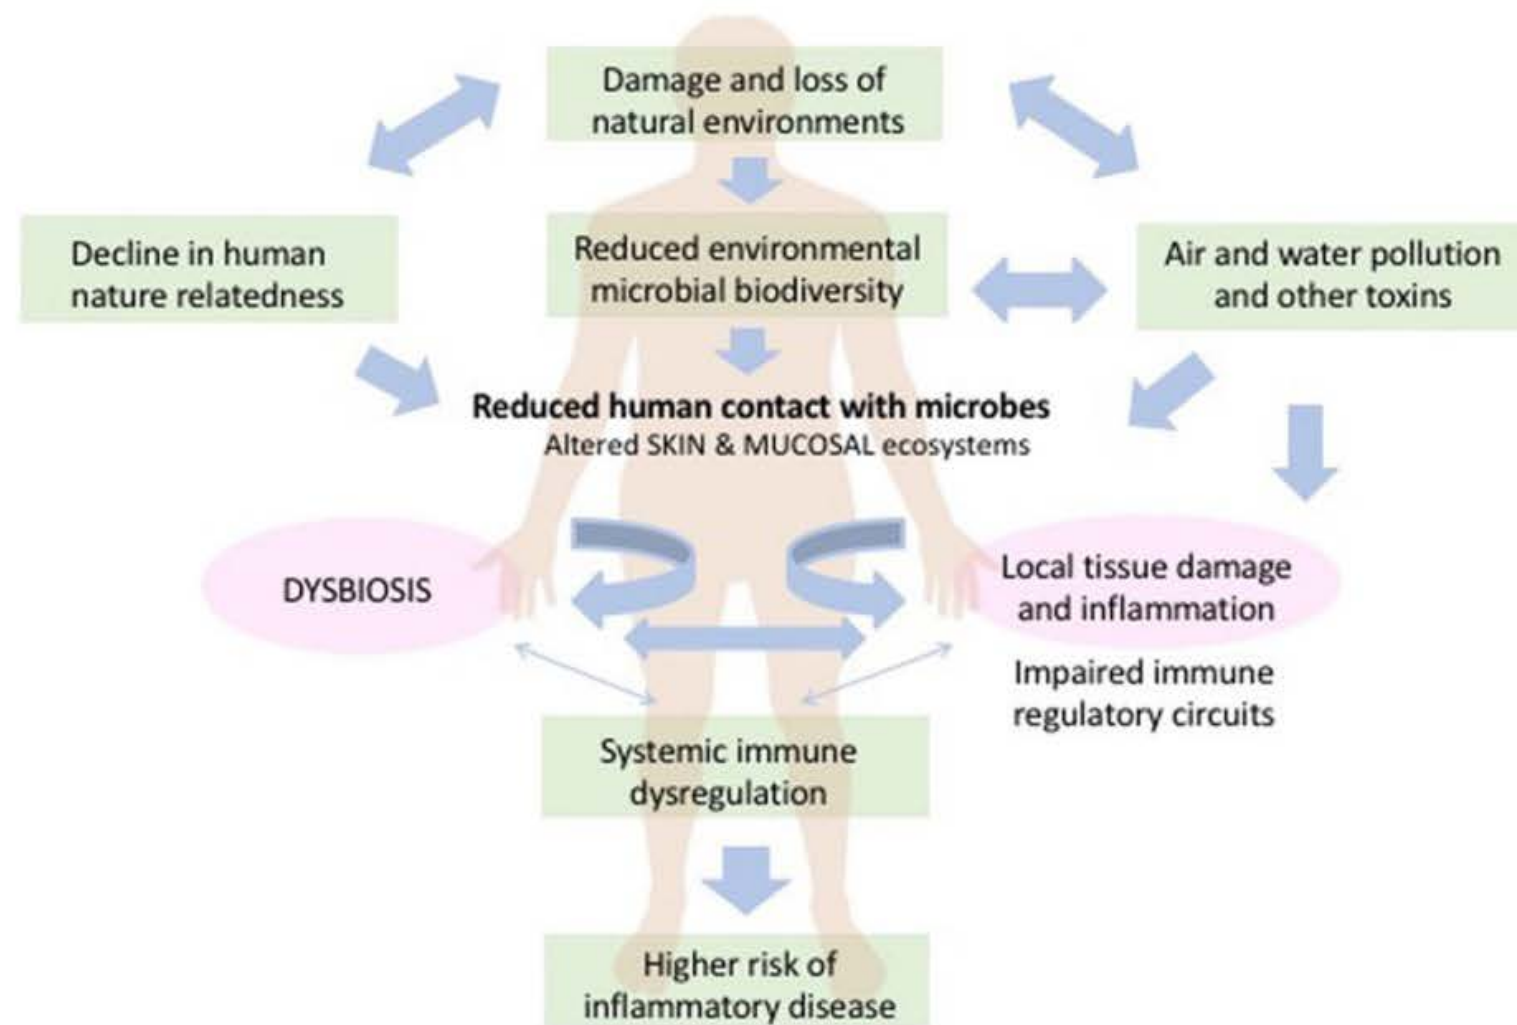 Damage and loss of
natural environments
Decline in human
nature relatedness
Reduced environmental
microbial biodiversity
Air and water pollution
and other toxins
Reduced human contact with microbes
Altered SKIN & MUCOSAL ecosystems
DYSBIOSIS
Local tissue damage
and inflammation
Impaired immune
regulatory circuits
Systemic immune
dysregulation
Higher risk of
inflammatory disease